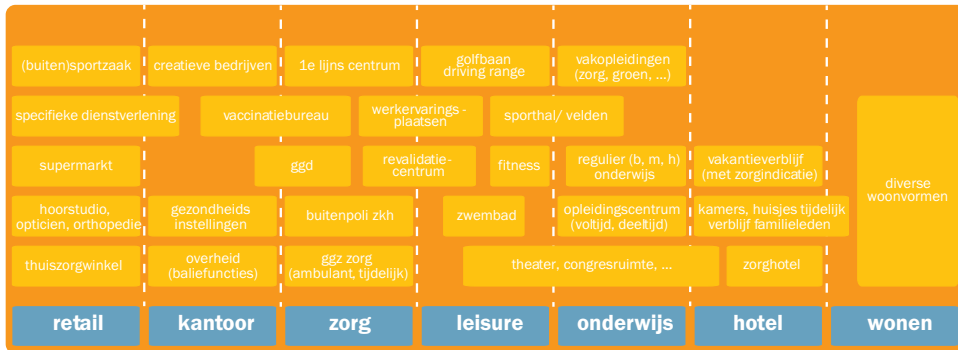 (buiten)sportzaak
creatieve bedrijven
1e lijns centrum
golfbaan
driving range
vakopleidingen
(zorg, groen, ...)
specifieke dienstverlening
vaccinatiebureau
werkervarings -
plaatsen
sporthal/ velden
supermarkt
ggd
revalidatie-
centrum
fitness
regulier (b, m, h)
onderwijs
vakantieverblijf
(met zorgindicatie)
diverse
woonvormen
hoorstudio,
opticien, orthopedie
gezondheids
instellingen
buitenpoli zkh
zwembad
opleidingscentrum
(voltijd, deeltijd)
kamers, huisjes tijdelijk
verblijf familieleden
thuiszorgwinkel
overheid
(baliefuncties)
ggz zorg
(ambulant, tijdelijk)
theater, congresruimte, ...
zorghotel
retail
kantoor
zorg
leisure
onderwijs
hotel
wonen